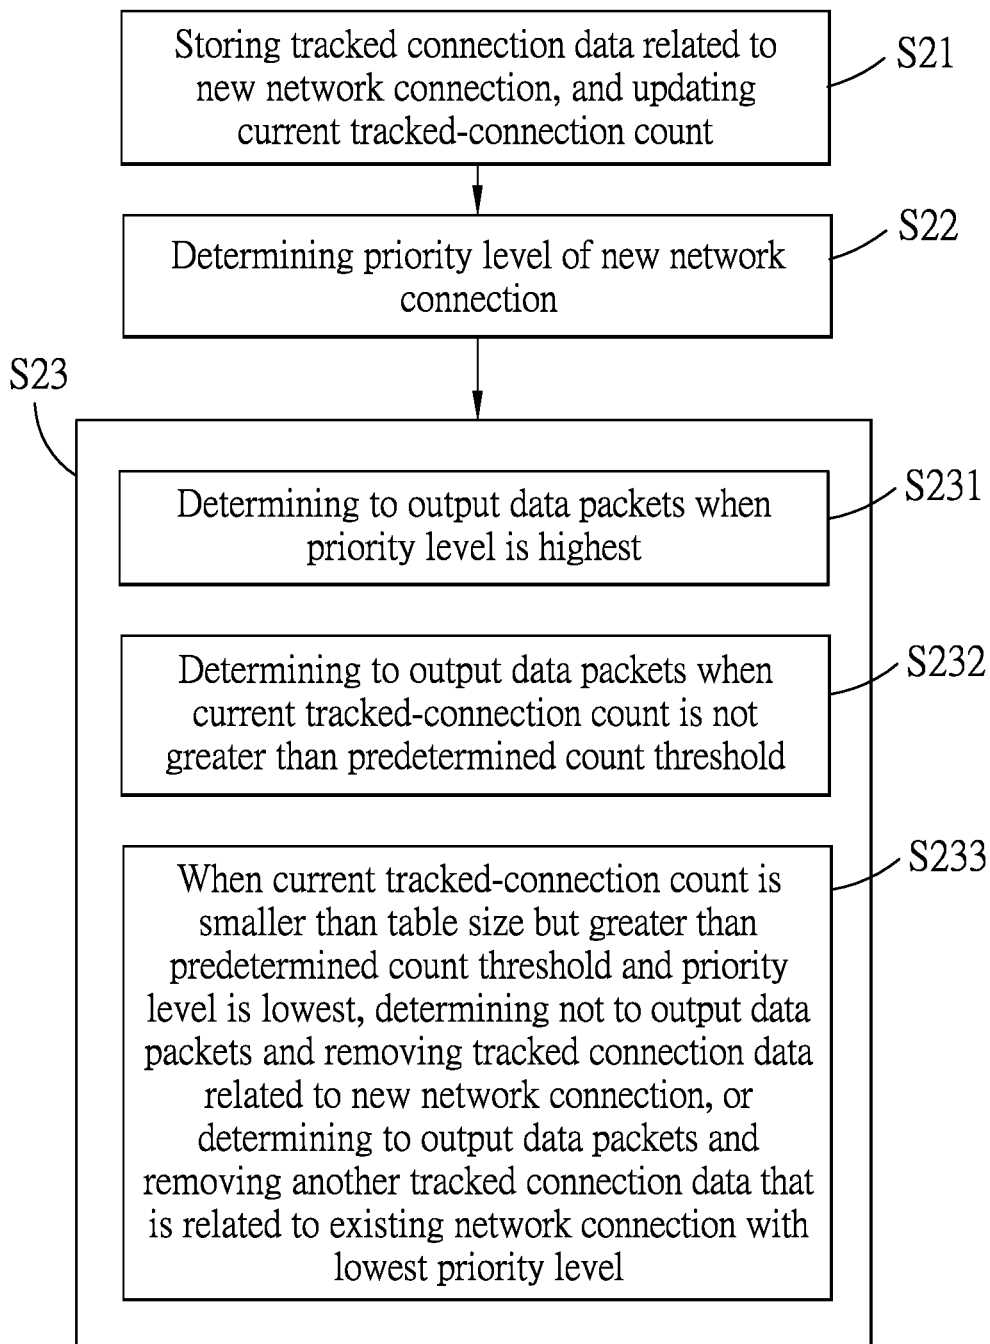 Storing tracked connection data related to
new network connection, and updating
current tracked-connection count
S21
Determining priority level of new network
connection
S22
S23
Determining to output data packets when
priority level is highest
S231
Determining to output data packets when
current tracked-connection count is not
greater than predetermined count threshold
S232
When current tracked-connection count is
smaller than table size but greater than
predetermined count threshold and priority
level is lowest, determining not to output data
packets and removing tracked connection data
related to new network connection, or
determining to output data packets and
removing another tracked connection data that
is related to existing network connection with
lowest priority level
S233